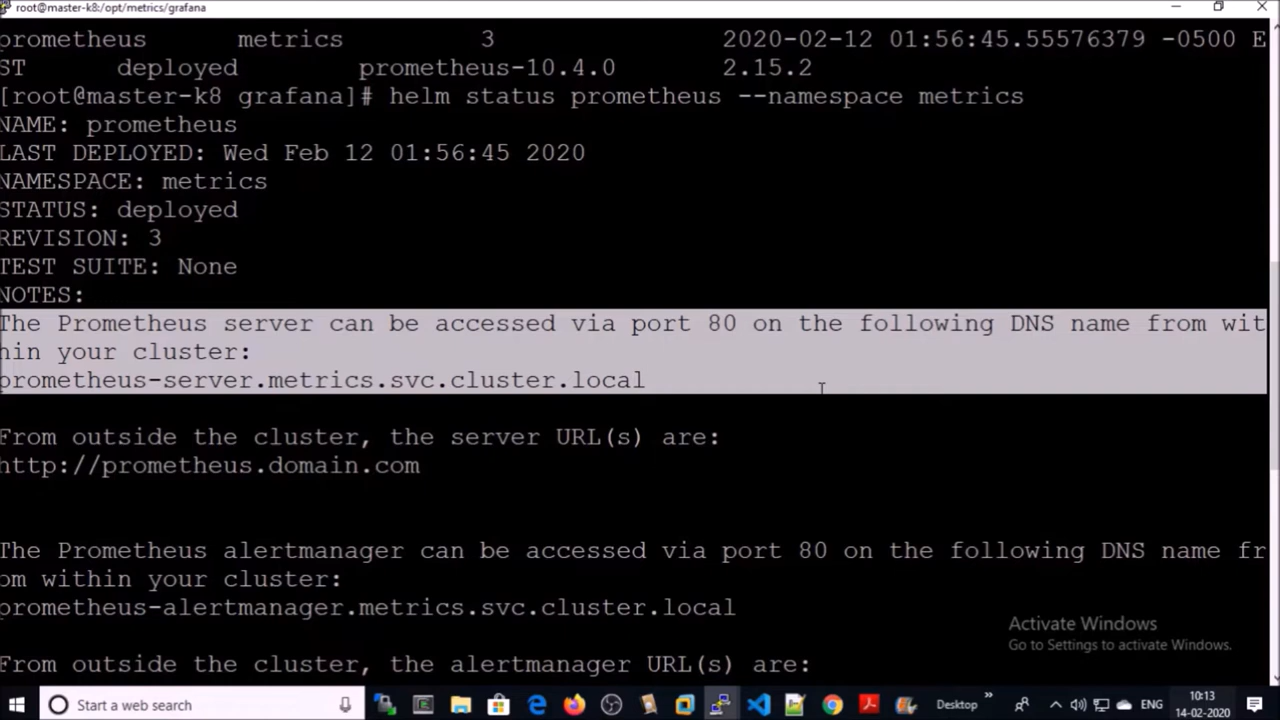 root@master-k8:/opt/metrics/grafana
prometheus metrics 3 2020-02-12 01:56:45.55576379 -0500 E
ST deployed prometheus-10.4.0 2.15.2
[root@master-k8 grafana]# helm status prometheus --namespace metrics
NAME: prometheus
LAST DEPLOYED: Wed Feb 12 01:56:45 2020
NAMESPACE: metrics
STATUS: deployed
REVISION: 3
TEST SUITE: None
NOTES:
The Prometheus server can be accessed via port 80 on the following DNS name from wit
hin your cluster:
prometheus-server.metrics.svc.cluster.local
From outside the cluster, the server URL(s) are:
http://prometheus.domain.com
The Prometheus alertmanager can be accessed via port 80 on the following DNS name fr
om within your cluster:
prometheus-alertmanager.metrics.svc.cluster.local
Activate Windows
Go to Settings to activate Windows.
From outside the cluster, the alertmanager URL(s) are:
Start a web search
Desktop
ENG
10:13
14-02-2020